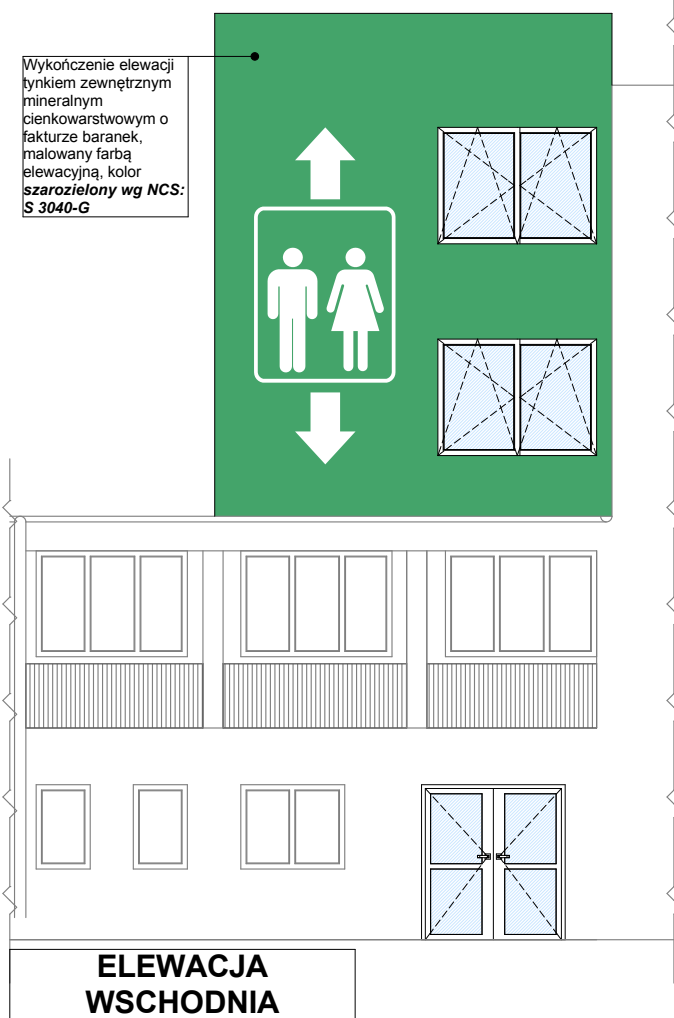 Wykończenie elewacji
tynkiem zewnętrznym
mineralnym
cienkowarstwowym o
fakturze baranek,
malowany farbą
elewacyjną, kolor
szarozielony wg NCS:
S 3040-G
ELEWACJA
WSCHODNIA